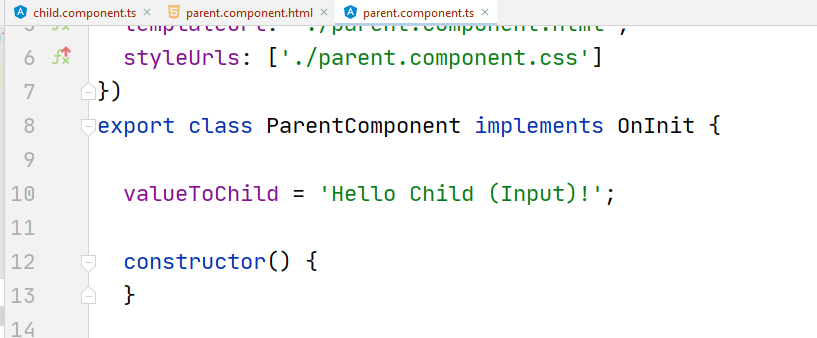 child.component.ts parent.component.html parent.component.ts
5 templateUrl: './parent.component.html',
6 styleUrls: ['./parent.component.css']
7 })
8 export class ParentComponent implements OnInit {
9
10 valueToChild = 'Hello Child (Input)!';
11
12 constructor() {
13 }
14